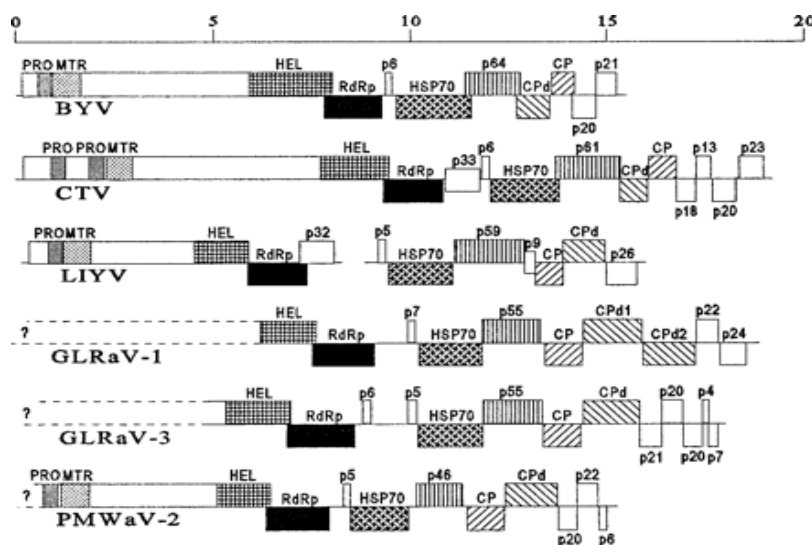 0 5 10 15 20
PRO MTR HEL RdRp p6 HSP70 p64 CPd CP p20 p21
BYV
PRO PRO MTR HEL RdRp p33 p6 HSP70 p61 CPd CP p18 p13 p20 p23
CTV
PRO MTR HEL RdRp p32 p5 HSP70 p59 p9 CP CPd p26
LIYV
? HEL RdRp p7 HSP70 p55 CP CPd1 CPd2 p22 p24
GLRaV-1
? HEL RdRp p6 p5 HSP70 p55 CP CPd p21 p20 p20 p4 p7
GLRaV-3
? PRO MTR HEL RdRp p5 HSP70 p46 CP CPd p20 p22 p6
PMWaV-2